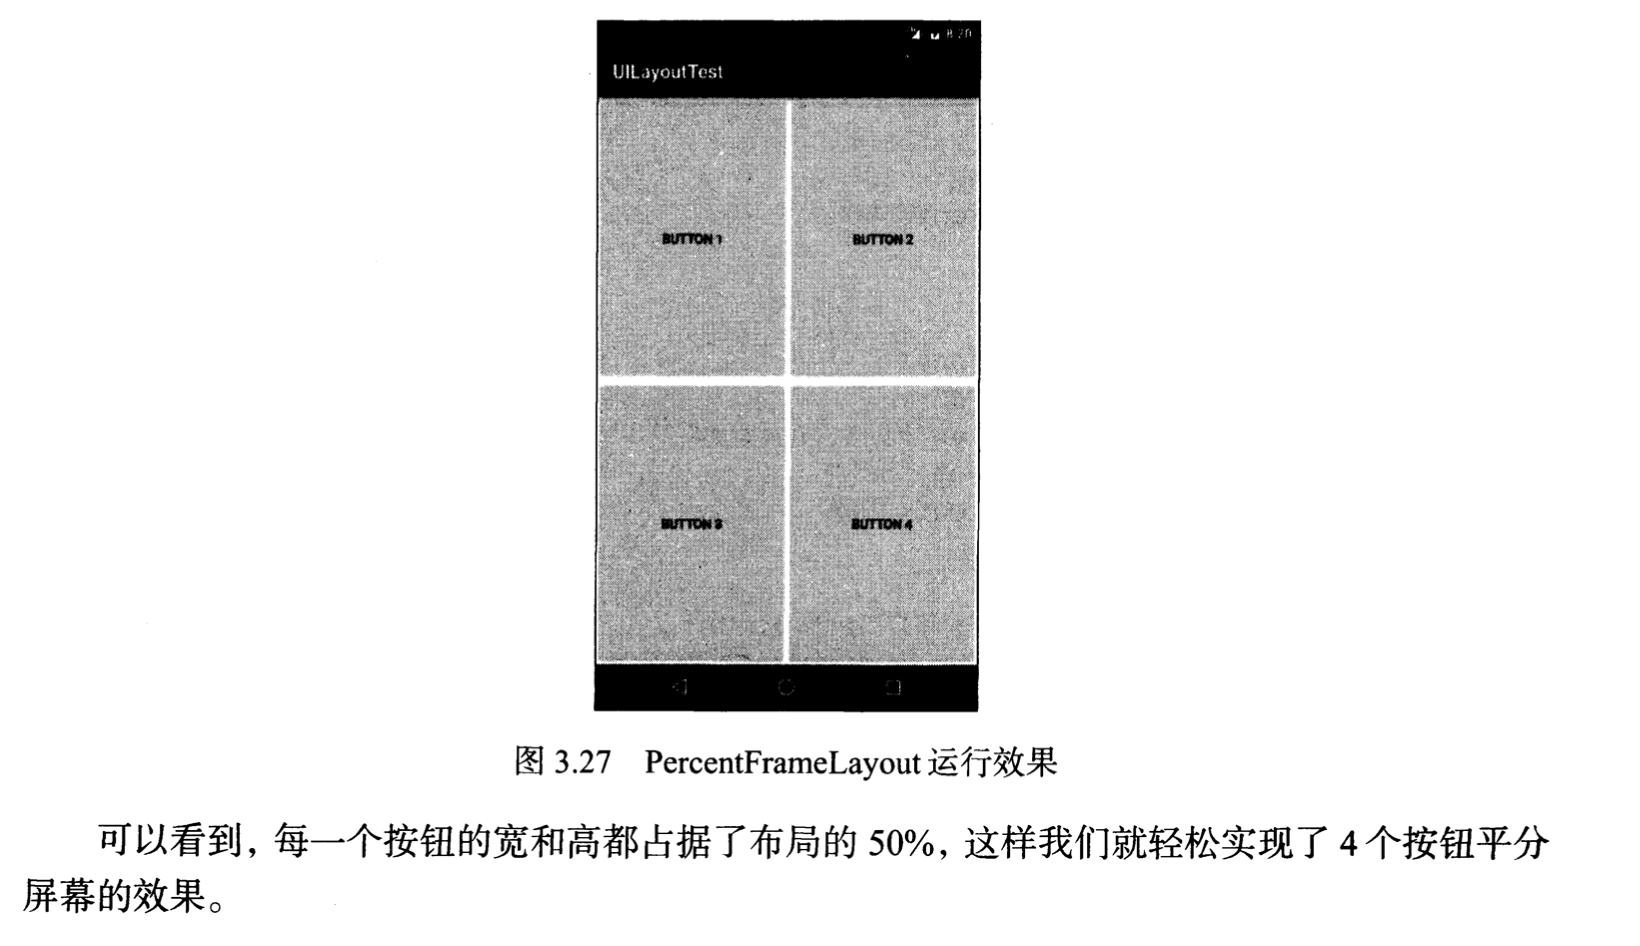 8:20
UILayoutTest
BUTTON 1
BUTTON 2
BUTTON 3
BUTTON 4
图 3.27 PercentFrameLayout 运行效果
可以看到，每一个按钮的宽和高都占据了布局的 50%，这样我们就轻松实现了 4 个按钮平分
屏幕的效果。